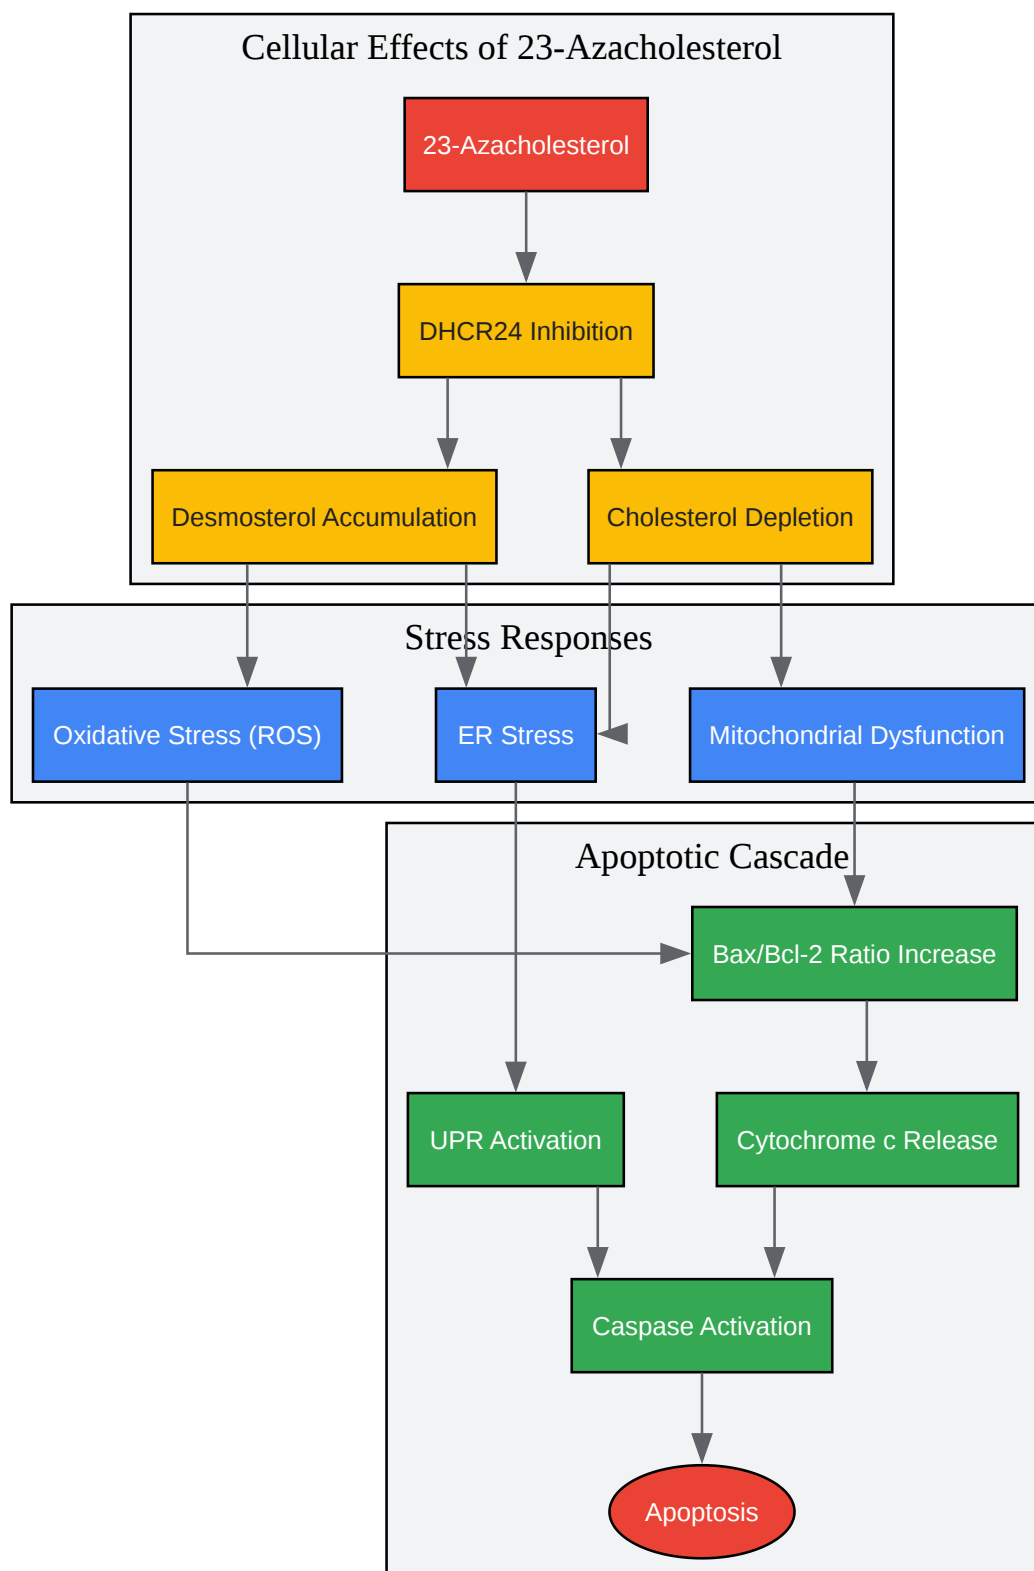 Cellular Effects of 23-Azacholesterol
23-Azacholesterol
DHCR24 Inhibition
Desmosterol Accumulation
Cholesterol Depletion
Stress Responses
Oxidative Stress (ROS)
ER Stress
Mitochondrial Dysfunction
Apoptotic Cascade
Bax/Bcl-2 Ratio Increase
UPR Activation
Cytochrome c Release
Caspase Activation
Apoptosis